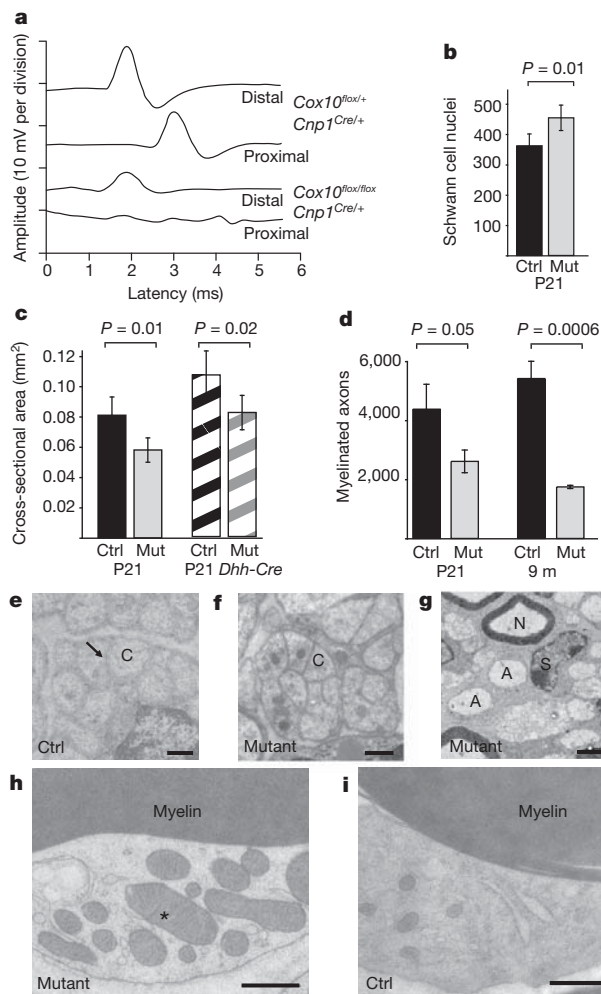 a
Amplitude (10 mV per division)
Distal
Cox10flox/+
Cnp1Cre/+
Proximal
Distal
Cox10flox/flox
Cnp1Cre/+
Proximal
0 1 2 3 4 5 6
Latency (ms)
b
P = 0.01
Schwann cell nuclei
500
400
300
200
100
Ctrl Mut
P21
c
P = 0.01
P = 0.02
Cross-sectional area (mm2)
0.12
0.10
0.08
0.06
0.04
0.02
Ctrl Mut
P21
Ctrl Mut
P21 Dhh-Cre
d
P = 0.05
P = 0.0006
Myelinated axons
6,000
4,000
2,000
Ctrl Mut
P21
Ctrl Mut
9 m
e
C
Ctrl
f
C
Mutant
g
N
S
A
A
Mutant
h
Myelin
*
Mutant
i
Myelin
Ctrl